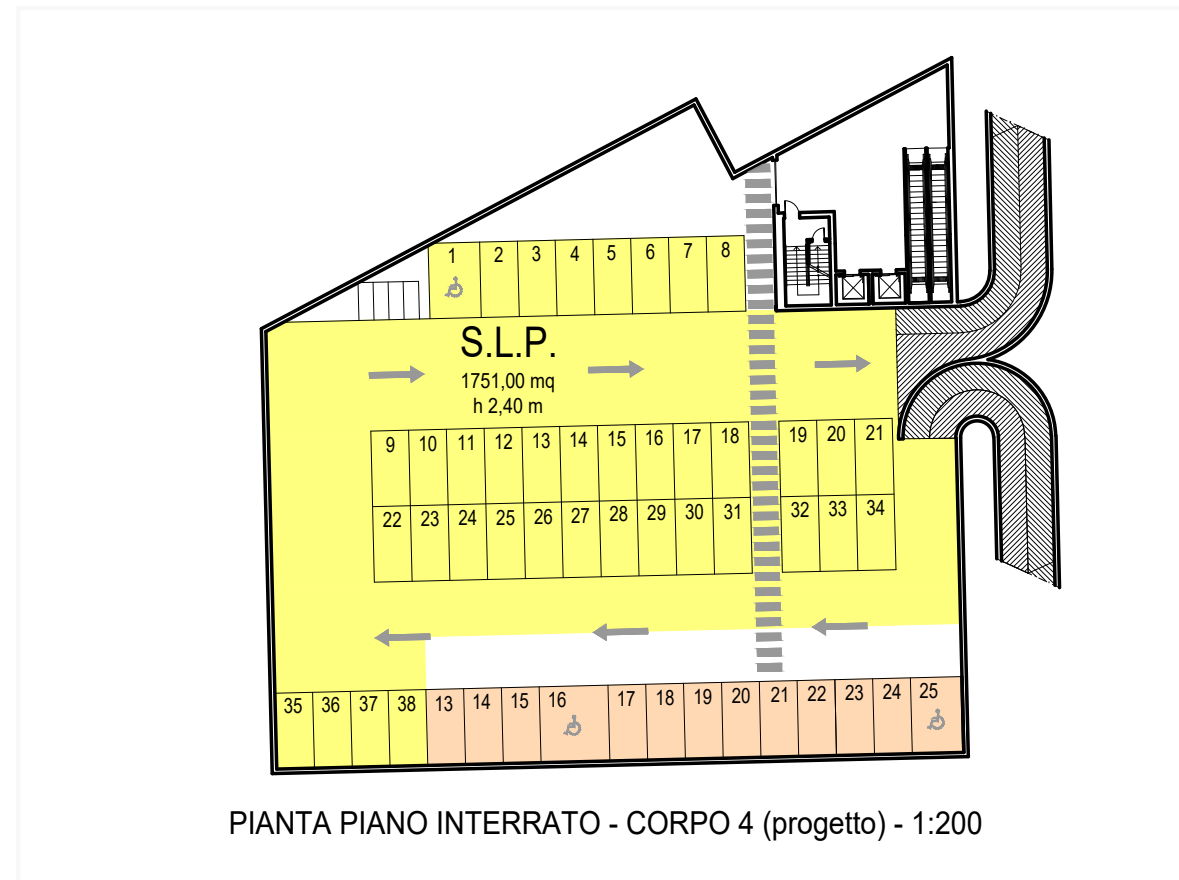 1 2 3 4 5 6 7 8
S.L.P.
1751,00 mq
h 2,40 m
9 10 11 12 13 14 15 16 17 18 19 20 21
22 23 24 25 26 27 28 29 30 31 32 33 34
35 36 37 38 13 14 15 16 17 18 19 20 21 22 23 24 25
PIANTA PIANO INTERRATO - CORPO 4 (progetto) - 1:200